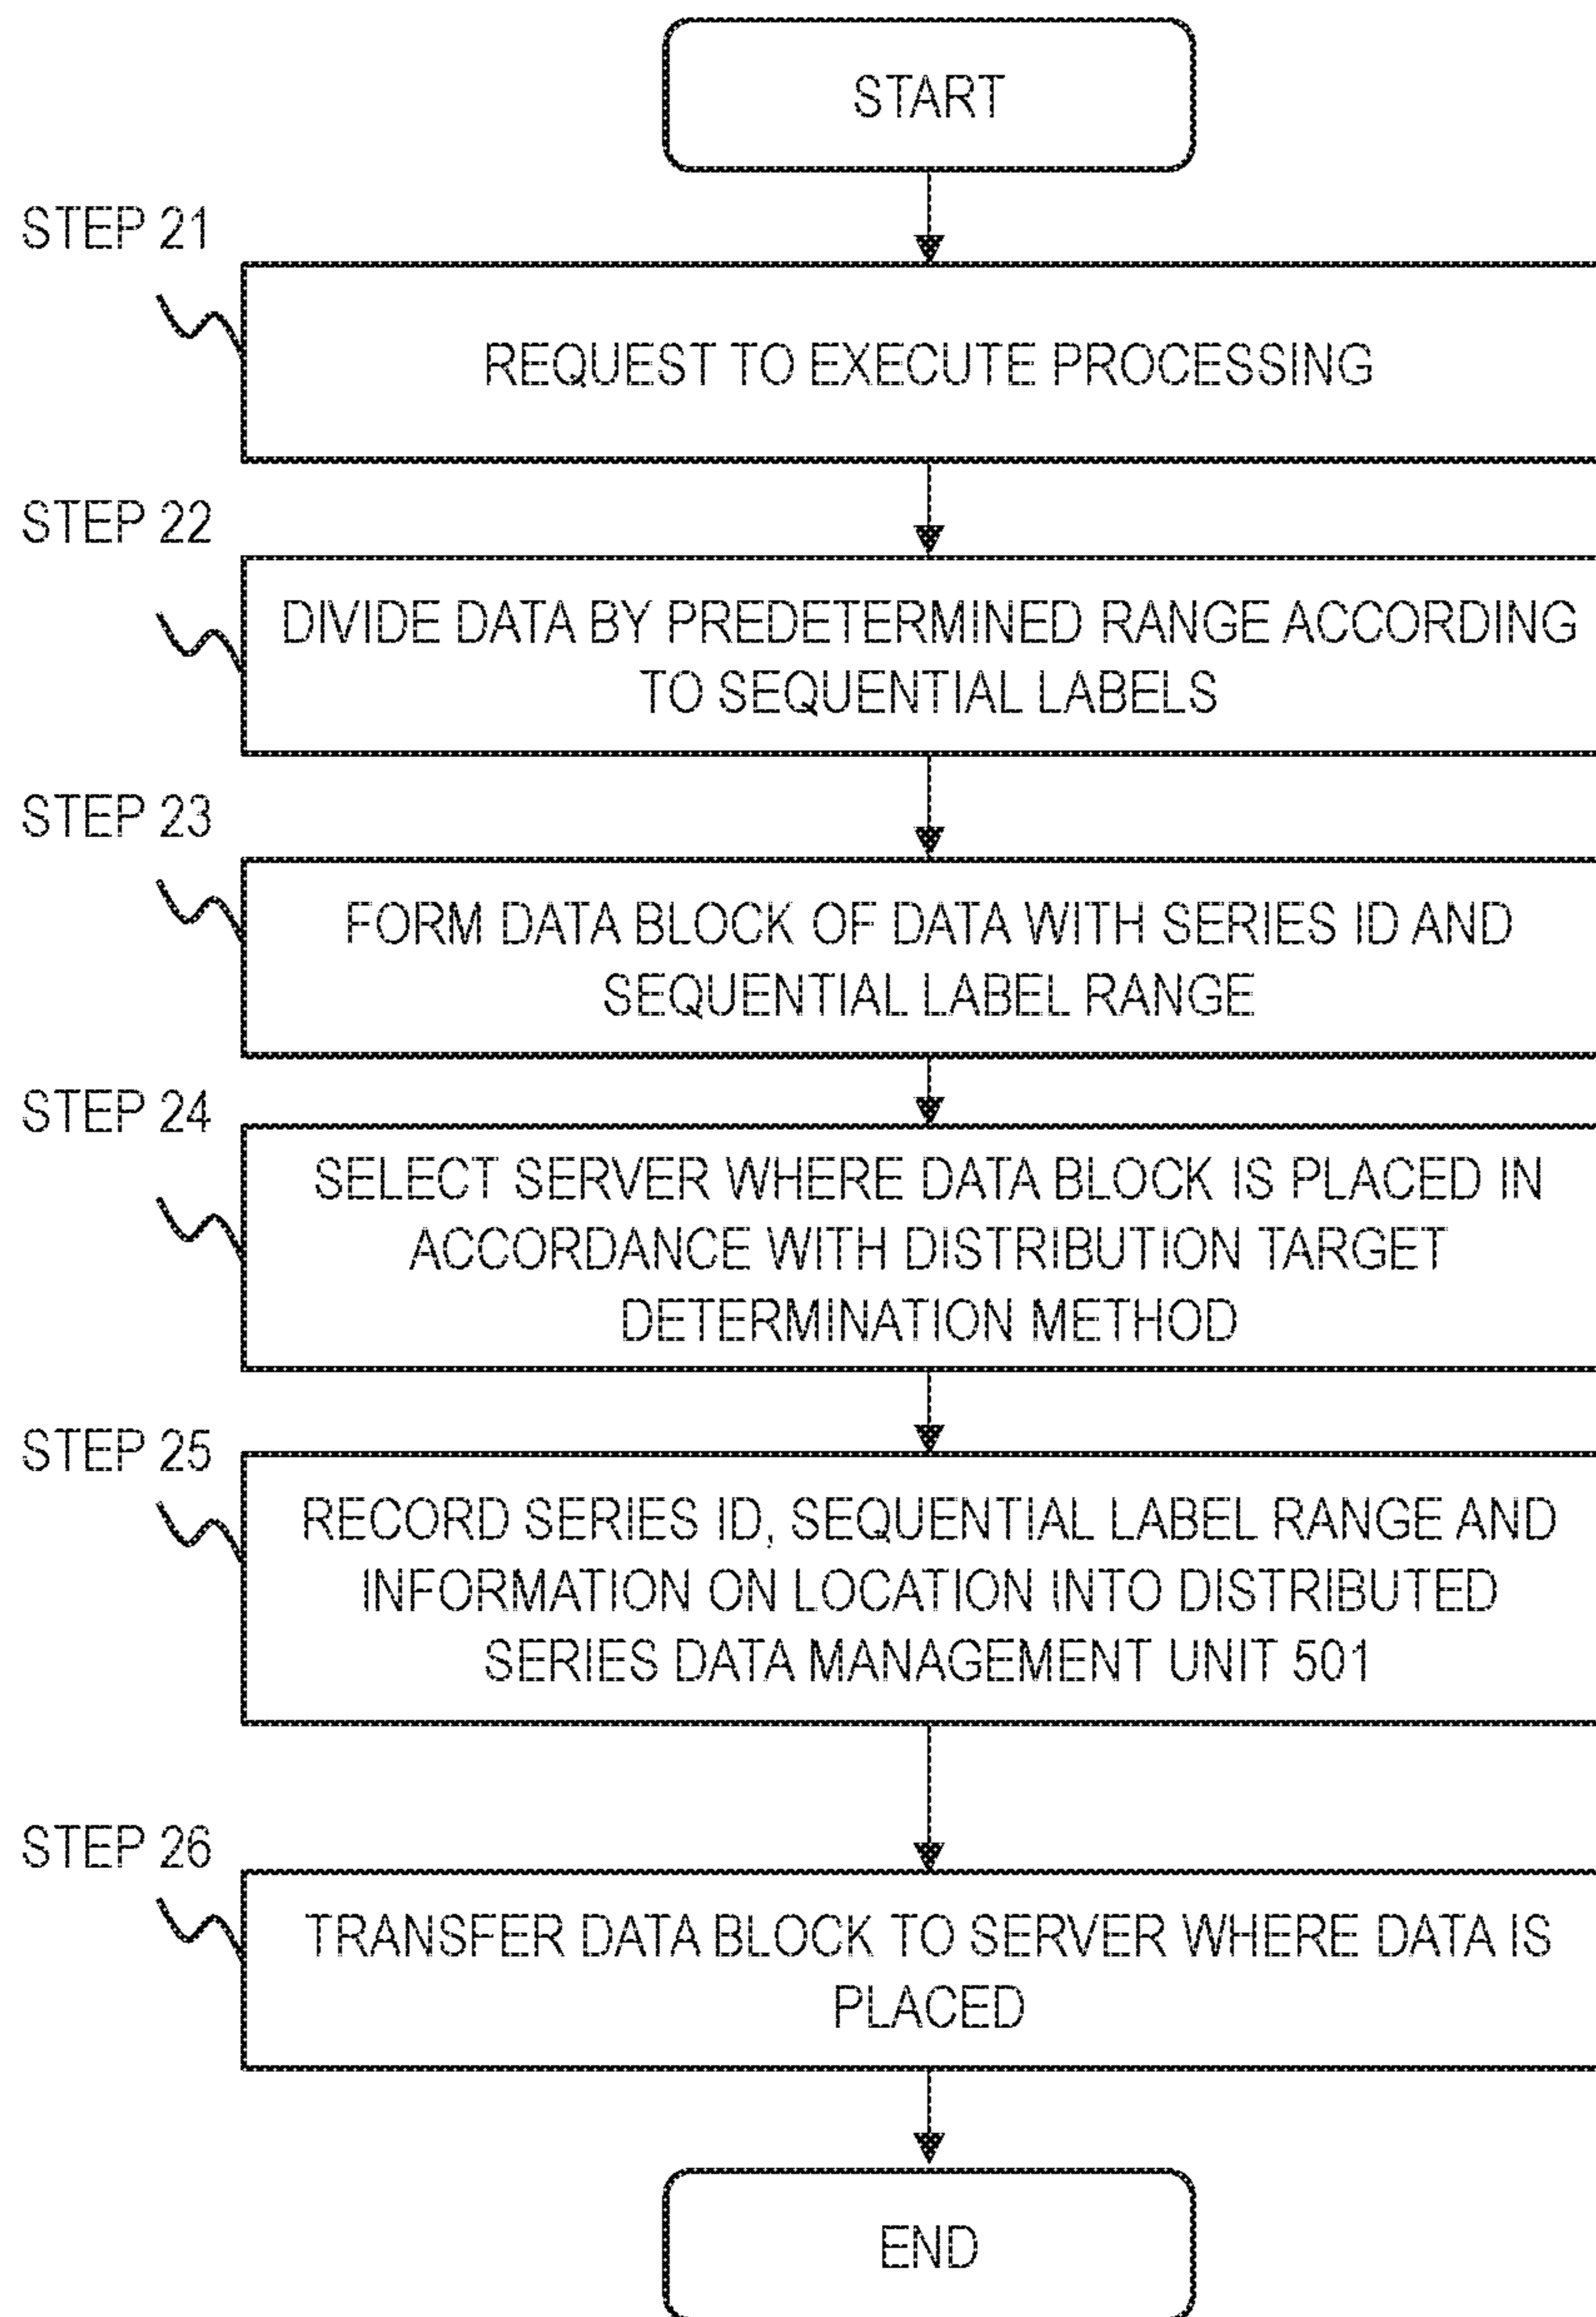 START
STEP 21
REQUEST TO EXECUTE PROCESSING
STEP 22
DIVIDE DATA BY PREDETERMINED RANGE ACCORDING
TO SEQUENTIAL LABELS
STEP 23
FORM DATA BLOCK OF DATA WITH SERIES ID AND
SEQUENTIAL LABEL RANGE
STEP 24
SELECT SERVER WHERE DATA BLOCK IS PLACED IN
ACCORDANCE WITH DISTRIBUTION TARGET
DETERMINATION METHOD
STEP 25
RECORD SERIES ID, SEQUENTIAL LABEL RANGE AND
INFORMATION ON LOCATION INTO DISTRIBUTED
SERIES DATA MANAGEMENT UNIT 501
STEP 26
TRANSFER DATA BLOCK TO SERVER WHERE DATA IS
PLACED
END